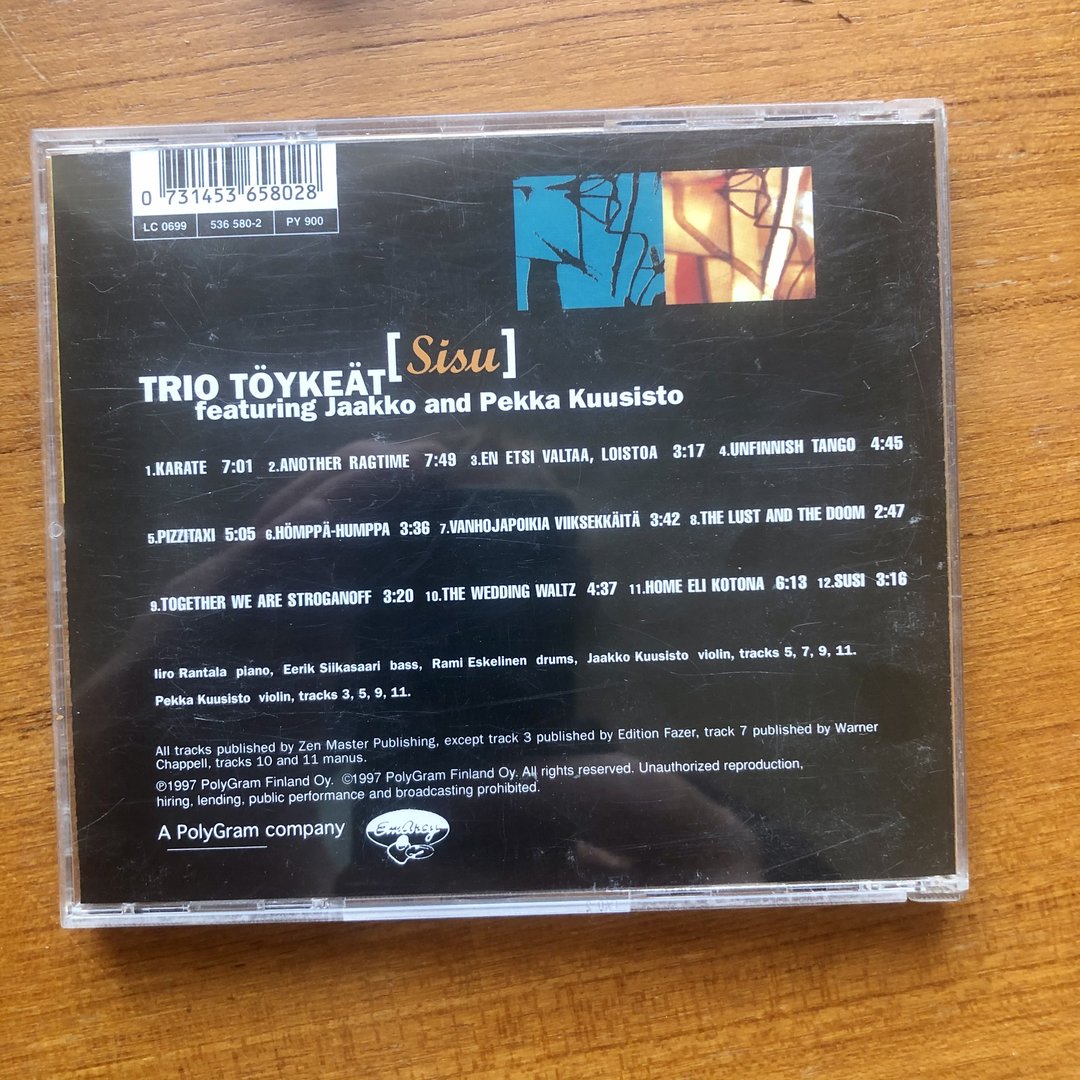 0 731453 658028
LC 0699 536 580-2 PY 900
[Sisu]
TRIO TÖYKEÄT
featuring Jaakko and Pekka Kuusisto
1.KARATE 7:01 2.ANOTHER RAGTIME 7:49 3.EN ETSI VALTAA, LOISTOA 3:17 4.UNFINNISH TANGO 4:45
5.PIZZITAXI 5:05 6.HÖMPPÄ-HUMPPA 3:36 7.VANHOJAPOIKIA VIIKSEKKÄITÄ 3:42 8.THE LUST AND THE DOOM 2:47
9.TOGETHER WE ARE STROGANOFF 3:20 10.THE WEDDING WALTZ 4:37 11.HOME ELI KOTONA 6:13 12.SUSI 3:16
Iiro Rantala piano, Eerik Siikasaari bass, Rami Eskelinen drums, Jaakko Kuusisto violin, tracks 5, 7, 9, 11.
Pekka Kuusisto violin, tracks 3, 5, 9, 11.
All tracks published by Zen Master Publishing, except track 3 published by Edition Fazer, track 7 published by Warner
Chappell, tracks 10 and 11 manus.
℗1997 PolyGram Finland Oy. ©1997 PolyGram Finland Oy. All rights reserved. Unauthorized reproduction,
hiring, lending, public performance and broadcasting prohibited.
A PolyGram company
EmArcy